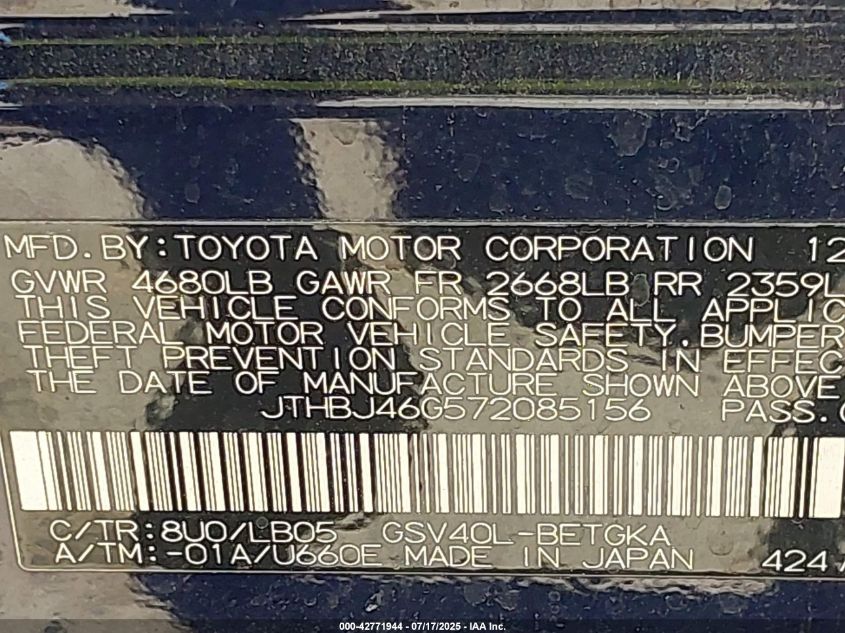 MFD.BY:TOYOTA MOTOR CORPORATION 12
GVWR 4680LB GAWR FR 2668LB RR 2359L
THIS VEHICLE CONFORMS TO ALL APPLIC
FEDERAL MOTOR VEHICLE SAFETY.BUMPER
THEFT PREVENTION STANDARDS IN EFFEC
THE DATE OF MANUFACTURE SHOWN ABOVE
JTHBJ46G572085156 PASS.
C/TR:8U0/LB05 GSV40L-BETGKA
A/TM:-01A/U660E MADE IN JAPAN 424
000-42771944 - 07/17/2025 - IAA Inc.